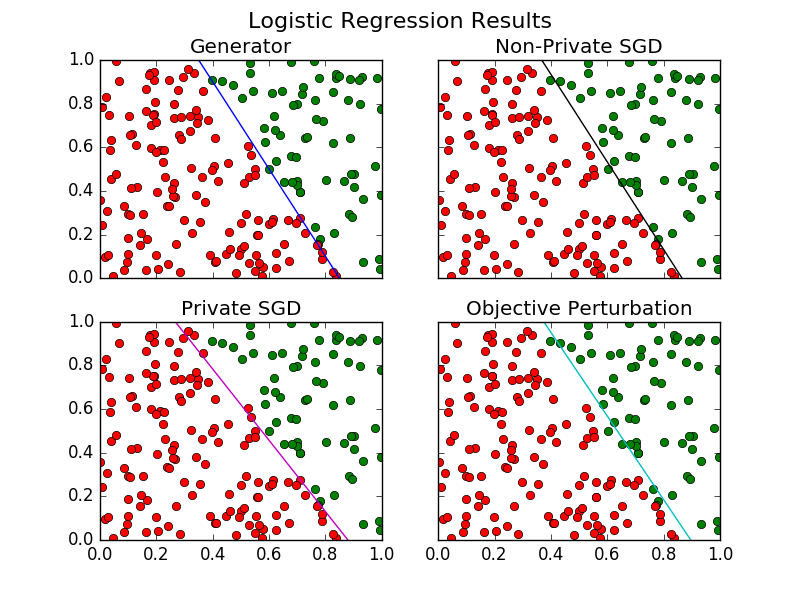 Logistic Regression Results
Generator
Non-Private SGD
1.0
0.8
0.6
0.4
0.2
0.0
Private SGD
Objective Perturbation
1.0
0.8
0.6
0.4
0.2
0.0
0.0 0.2 0.4 0.6 0.8 1.0
0.0 0.2 0.4 0.6 0.8 1.0